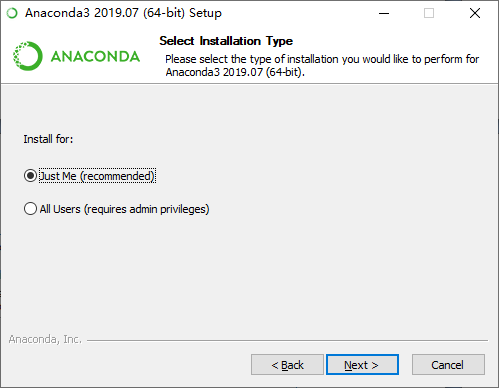 Anaconda3 2019.07 (64-bit) Setup
ANACONDA
Select Installation Type
Please select the type of installation you would like to perform for
Anaconda3 2019.07 (64-bit).
Install for:
Just Me (recommended)
All Users (requires admin privileges)
Anaconda, Inc.
< Back
Next >
Cancel